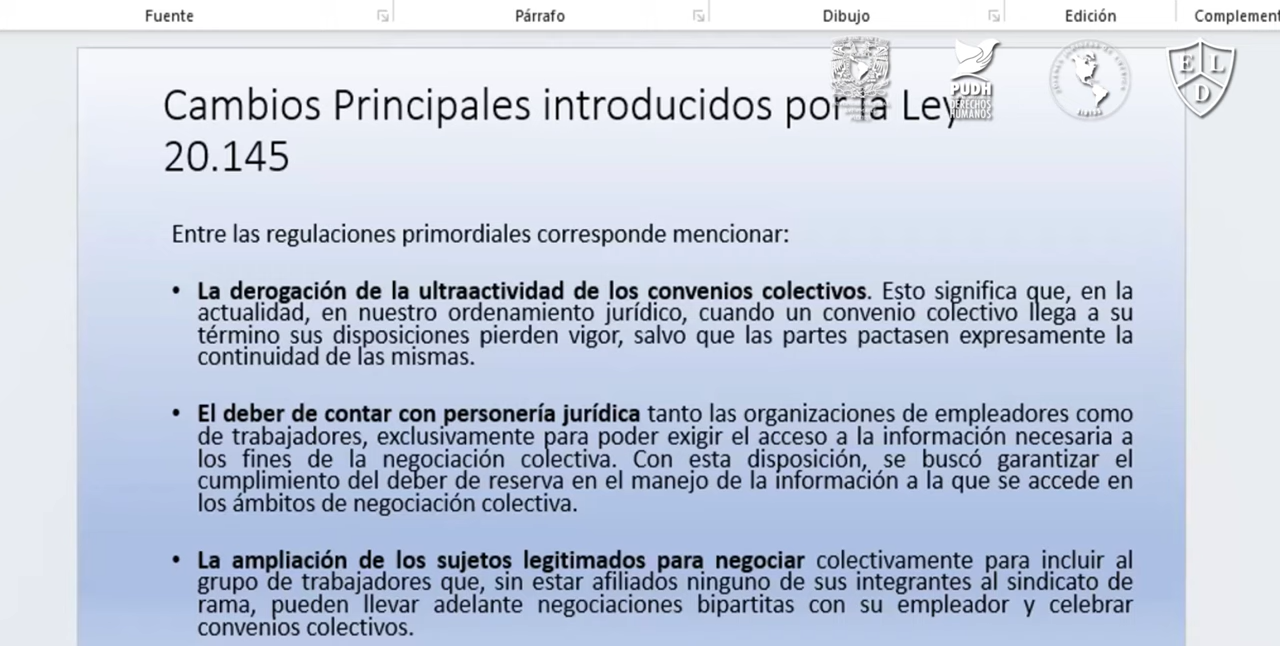 Fuente Párrafo Dibujo Edición Complement
PUDH
DERECHOS
HUMANOS
E L
D
Cambios Principales introducidos por la Ley
20.145
Entre las regulaciones primordiales corresponde mencionar:
• La derogación de la ultraactividad de los convenios colectivos. Esto significa que, en la
actualidad, en nuestro ordenamiento jurídico, cuando un convenio colectivo llega a su
término sus disposiciones pierden vigor, salvo que las partes pactasen expresamente la
continuidad de las mismas.
• El deber de contar con personería jurídica tanto las organizaciones de empleadores como
de trabajadores, exclusivamente para poder exigir el acceso a la información necesaria a
los fines de la negociación colectiva. Con esta disposición, se buscó garantizar el
cumplimiento del deber de reserva en el manejo de la información a la que se accede en
los ámbitos de negociación colectiva.
• La ampliación de los sujetos legitimados para negociar colectivamente para incluir al
grupo de trabajadores que, sin estar afiliados ninguno de sus integrantes al sindicato de
rama, pueden llevar adelante negociaciones bipartitas con su empleador y celebrar
convenios colectivos.